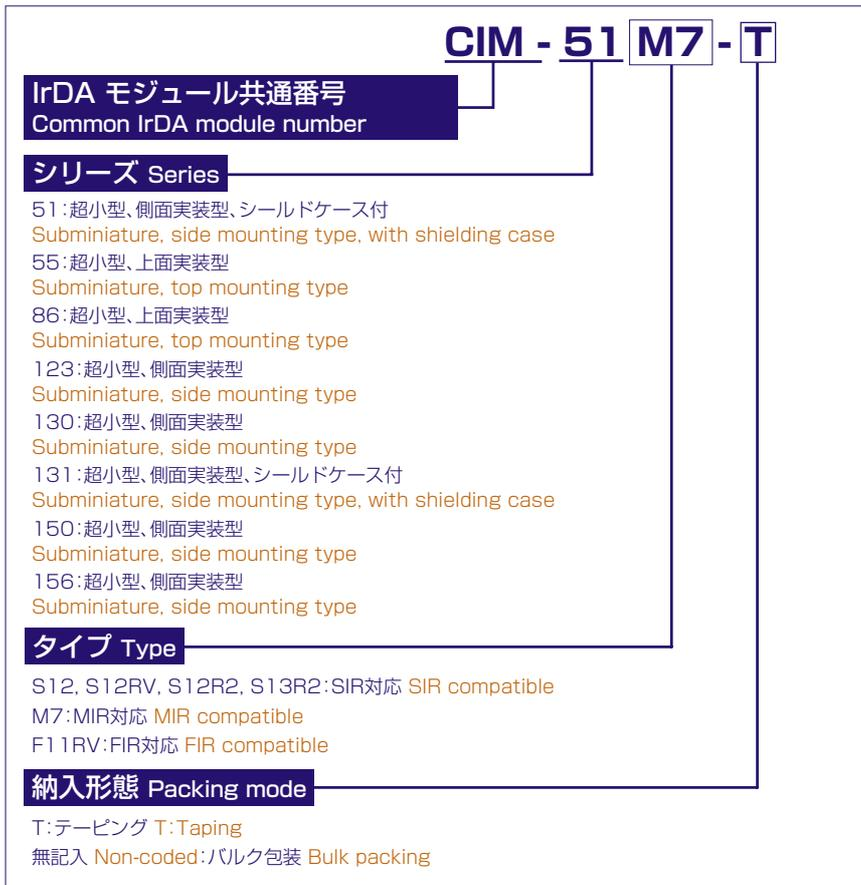 CIM - 51 M7 - T
IrDA モジュール共通番号
Common IrDA module number
シリーズ Series
51：超小型、側面実装型、シールドケース付
Subminiature, side mounting type, with shielding case
55：超小型、上面実装型
Subminiature, top mounting type
86：超小型、上面実装型
Subminiature, top mounting type
123：超小型、側面実装型
Subminiature, side mounting type
130：超小型、側面実装型
Subminiature, side mounting type
131：超小型、側面実装型、シールドケース付
Subminiature, side mounting type, with shielding case
150：超小型、側面実装型
Subminiature, side mounting type
156：超小型、側面実装型
Subminiature, side mounting type
タイプ Type
S12, S12RV, S12R2, S13R2：SIR対応 SIR compatible
M7：MIR対応 MIR compatible
F11RV：FIR対応 FIR compatible
納入形態 Packing mode
T：テーピング T：Taping
無記入 Non-coded：バルク包装 Bulk packing